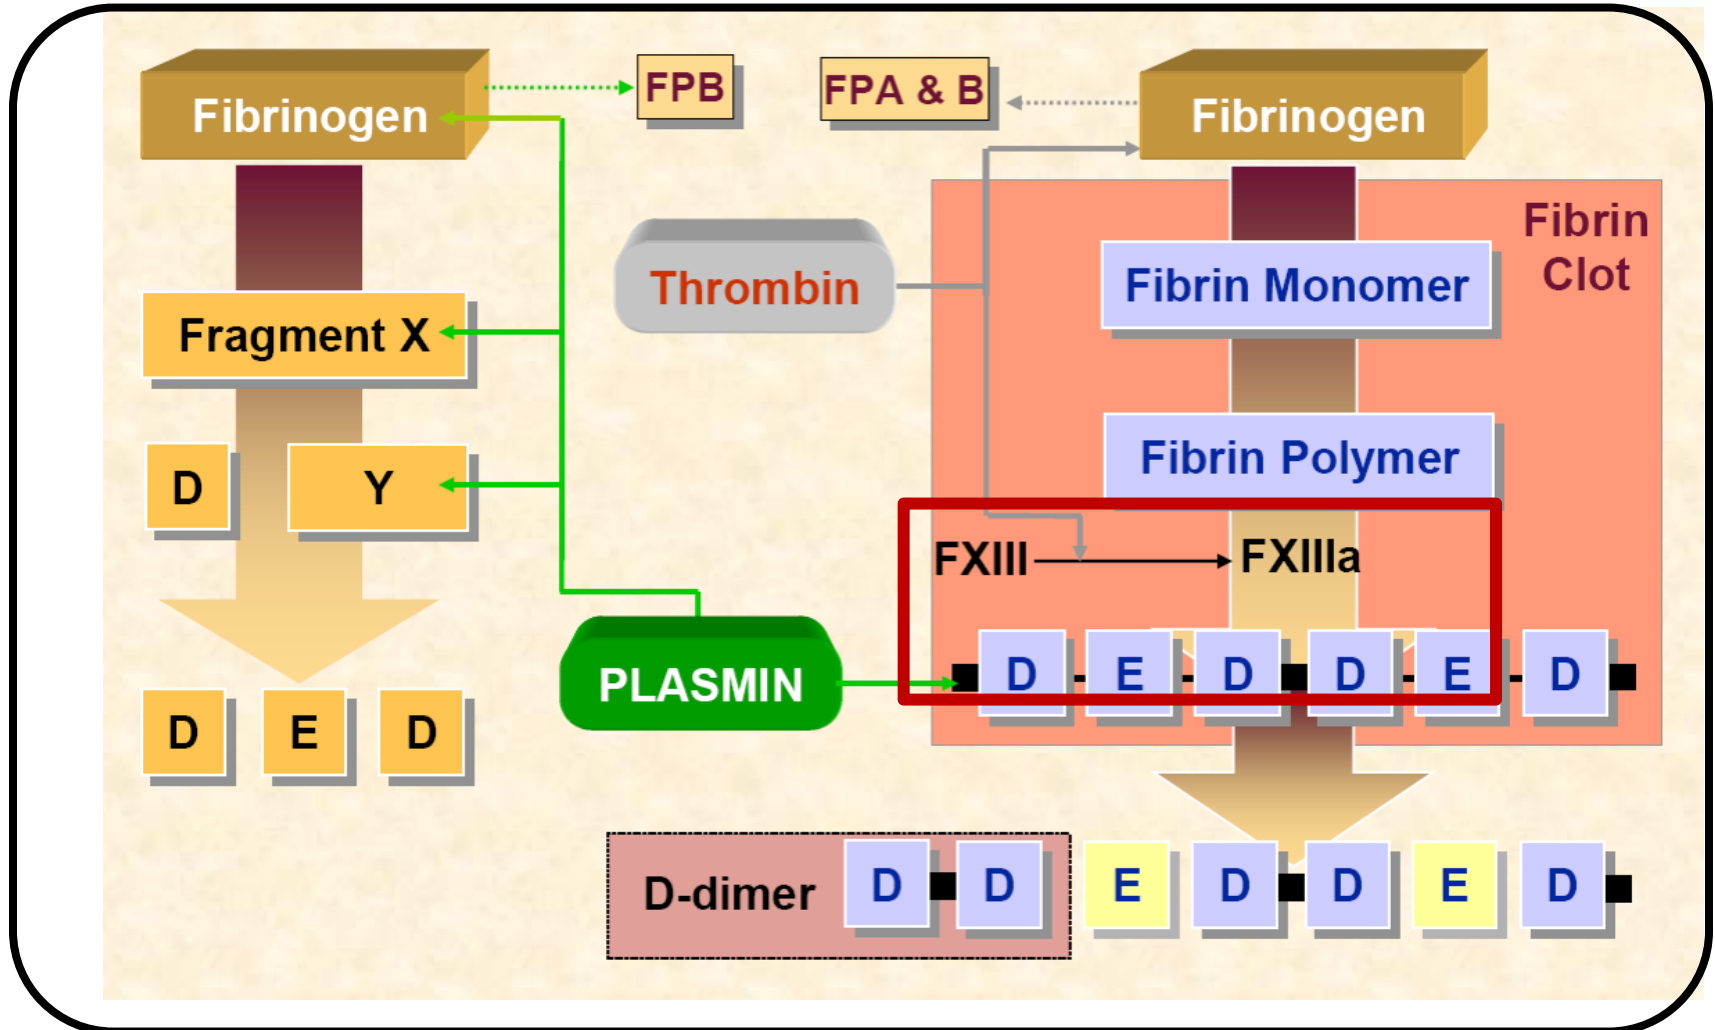 Fibrinogen
FPB
FPA & B
Fibrinogen
Fibrin
Clot
Thrombin
Fibrin Monomer
Fragment X
Fibrin Polymer
D
Y
FXIII
FXIIIa
PLASMIN
D E D D E D
D E D
D-dimer
D D
E D D E D